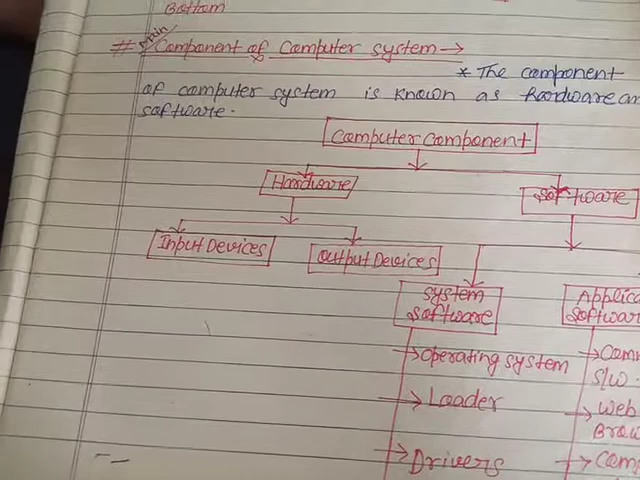 Bottom
# Main Component of Computer system →
* The component
of computer system is known as hardware an
software.
Computer Component
Hardware
Software
Input Devices
Output Devices
System
Software
Applica
Softwar
→ Operating system
→ Com
S/W -
→ Loader
→ Web
Brow
→ Drivers
→ Com